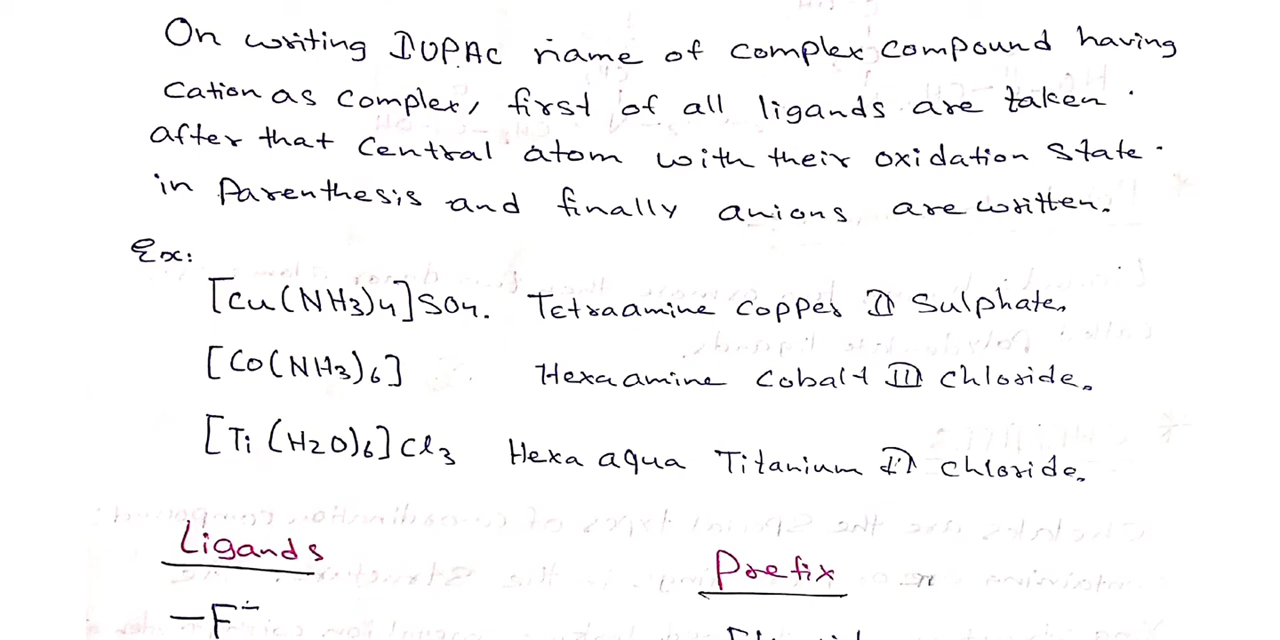 On writing IUPAC name of complex compound having
Cation as complex, first of all ligands are taken.
after that central atom with their oxidation state.
in Parenthesis and finally anions are written.
Ex:
[Cu(NH3)4]SO4. Tetraamine copper II Sulphate.
[Co(NH3)6] Hexaamine cobalt III chloride.
[Ti(H2O)6]Cl3 Hexa aqua Titanium III chloride.
Ligands
Prefix
-F-